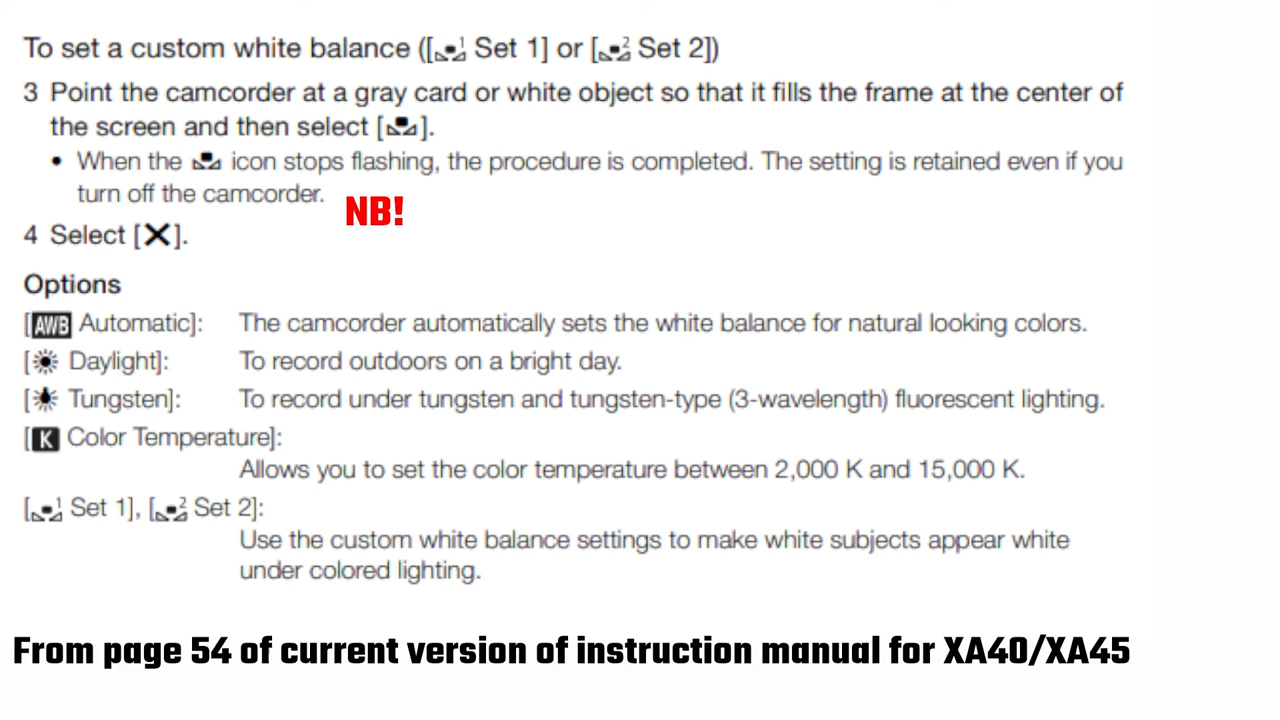 To set a custom white balance ([1 Set 1] or [2 Set 2])
3 Point the camcorder at a gray card or white object so that it fills the frame at the center of
the screen and then select [ ].
• When the icon stops flashing, the procedure is completed. The setting is retained even if you
turn off the camcorder.
NB!
4 Select [X].
Options
[AWB Automatic]: The camcorder automatically sets the white balance for natural looking colors.
[ Daylight]: To record outdoors on a bright day.
[ Tungsten]: To record under tungsten and tungsten-type (3-wavelength) fluorescent lighting.
[K Color Temperature]:
Allows you to set the color temperature between 2,000 K and 15,000 K.
[1 Set 1], [2 Set 2]:
Use the custom white balance settings to make white subjects appear white
under colored lighting.
From page 54 of current version of instruction manual for XA40/XA45